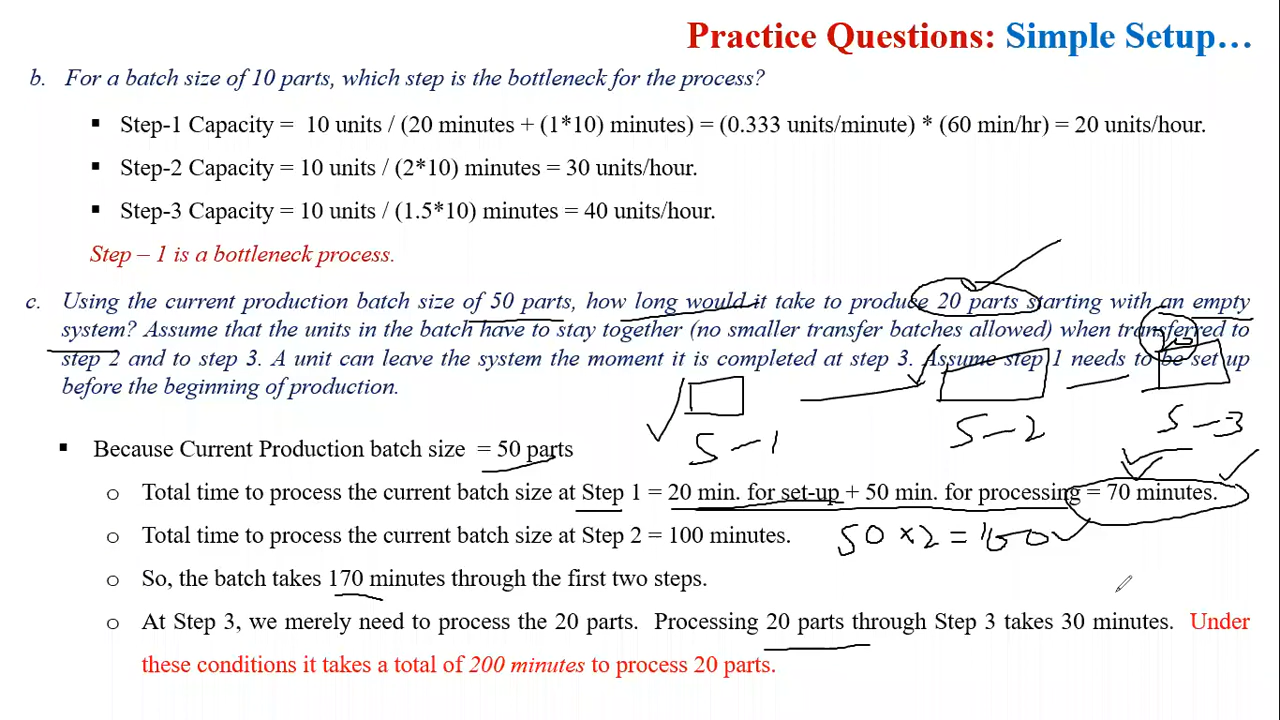 Practice Questions: Simple Setup…
b. For a batch size of 10 parts, which step is the bottleneck for the process?
▪ Step-1 Capacity = 10 units / (20 minutes + (1*10) minutes) = (0.333 units/minute) * (60 min/hr) = 20 units/hour.
▪ Step-2 Capacity = 10 units / (2*10) minutes = 30 units/hour.
▪ Step-3 Capacity = 10 units / (1.5*10) minutes = 40 units/hour.
Step – 1 is a bottleneck process.
c. Using the current production batch size of 50 parts, how long would it take to produce 20 parts starting with an empty
system? Assume that the units in the batch have to stay together (no smaller transfer batches allowed) when transferred to
step 2 and to step 3. A unit can leave the system the moment it is completed at step 3. Assume step 1 needs to be set up
before the beginning of production.
S-1
S-2
S-3
▪ Because Current Production batch size = 50 parts
o Total time to process the current batch size at Step 1 = 20 min. for set-up + 50 min. for processing = 70 minutes.
o Total time to process the current batch size at Step 2 = 100 minutes.
50 × 2 = 100
o So, the batch takes 170 minutes through the first two steps.
o At Step 3, we merely need to process the 20 parts. Processing 20 parts through Step 3 takes 30 minutes. Under
these conditions it takes a total of 200 minutes to process 20 parts.